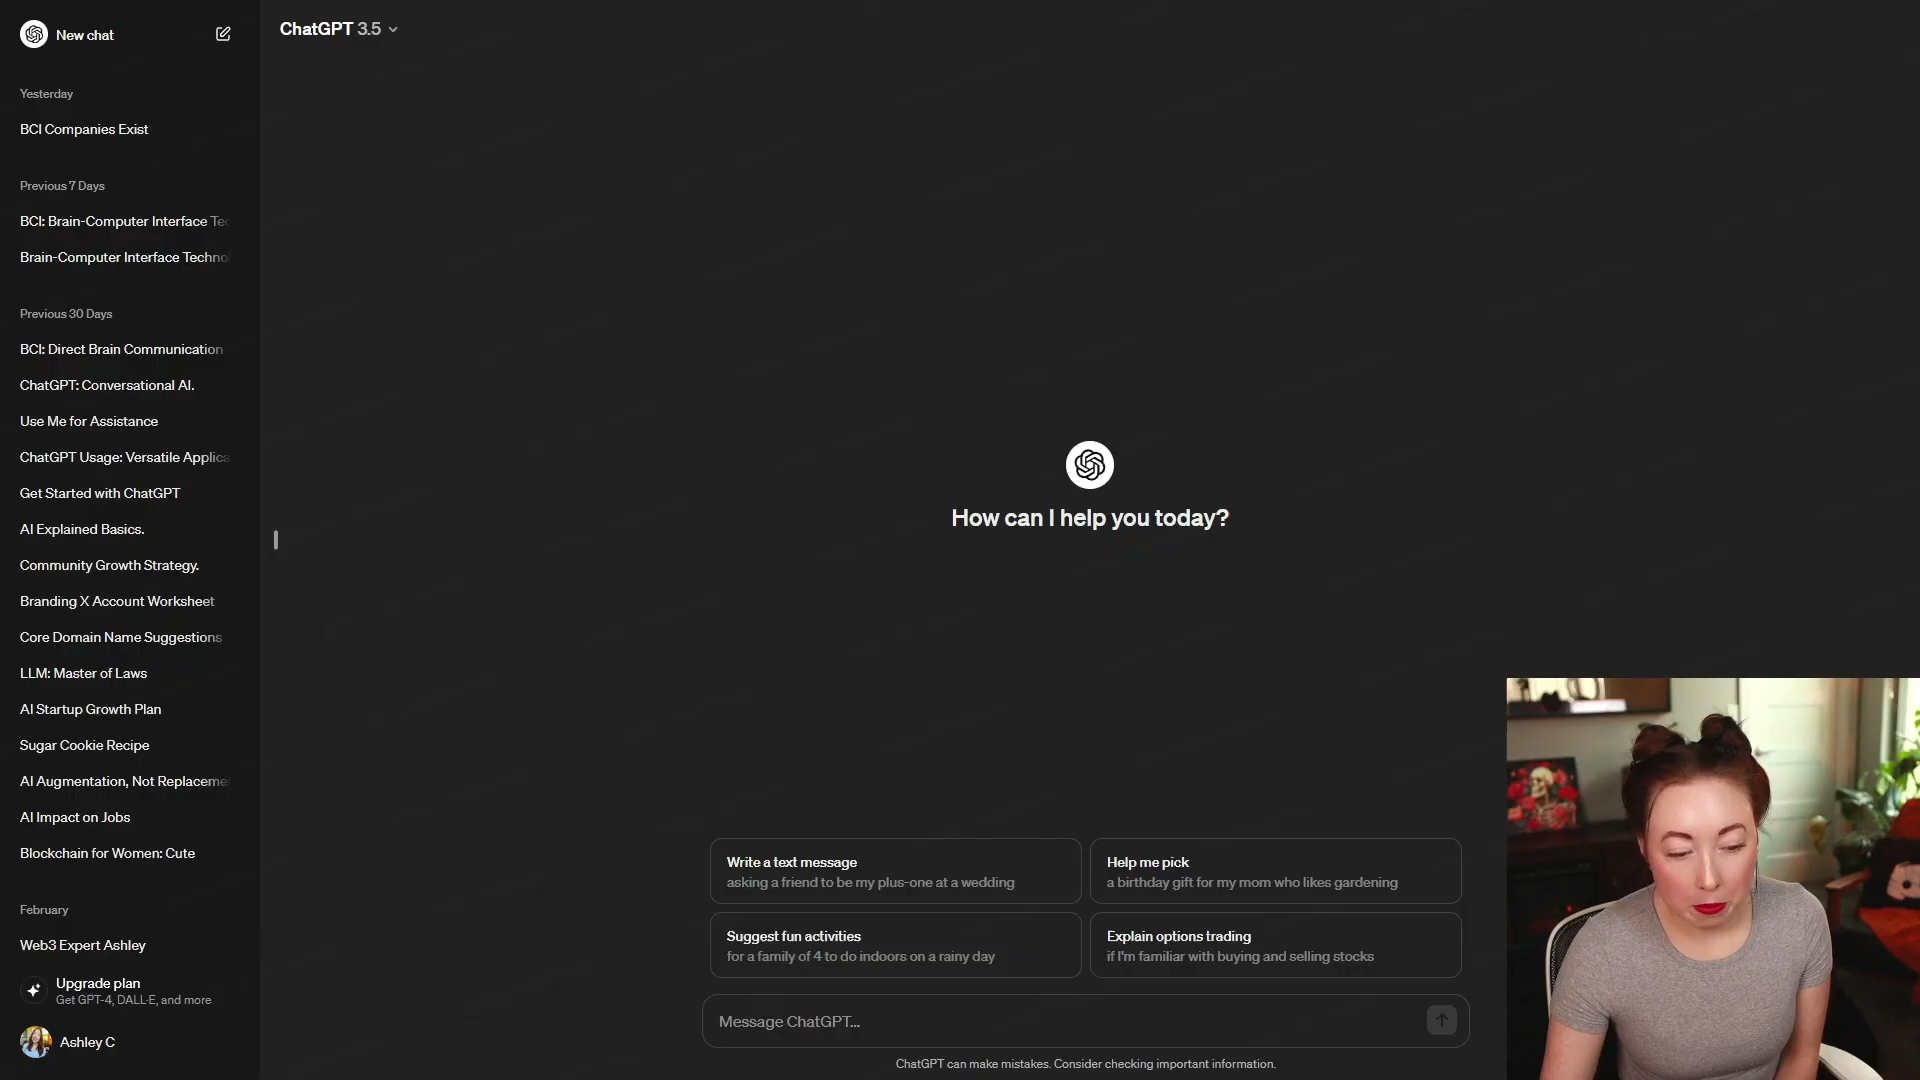 New chat
ChatGPT 3.5
Yesterday
BCI Companies Exist
Previous 7 Days
BCI: Brain-Computer Interface Tec
Brain-Computer Interface Techno
Previous 30 Days
BCI: Direct Brain Communication
ChatGPT: Conversational AI.
Use Me for Assistance
ChatGPT Usage: Versatile Applica
Get Started with ChatGPT
AI Explained Basics.
Community Growth Strategy.
Branding X Account Worksheet
Core Domain Name Suggestions
LLM: Master of Laws
AI Startup Growth Plan
Sugar Cookie Recipe
AI Augmentation, Not Replaceme
AI Impact on Jobs
Blockchain for Women: Cute
February
Web3 Expert Ashley
Upgrade plan
Get GPT-4, DALL·E, and more
Ashley C
How can I help you today?
Write a text message
asking a friend to be my plus-one at a wedding
Help me pick
a birthday gift for my mom who likes gardening
Suggest fun activities
for a family of 4 to do indoors on a rainy day
Explain options trading
if I'm familiar with buying and selling stocks
Message ChatGPT...
ChatGPT can make mistakes. Consider checking important information.